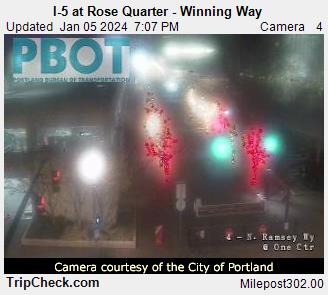 I-5 at Rose Quarter - Winning Way
Updated Jan 05 2024 7:07 PM Camera 4
PBOT
PORTLAND BUREAU OF TRANSPORTATION
4 - N. Ramsey Wy
@ One Ctr
Camera courtesy of the City of Portland
TripCheck.com Milepost302.00